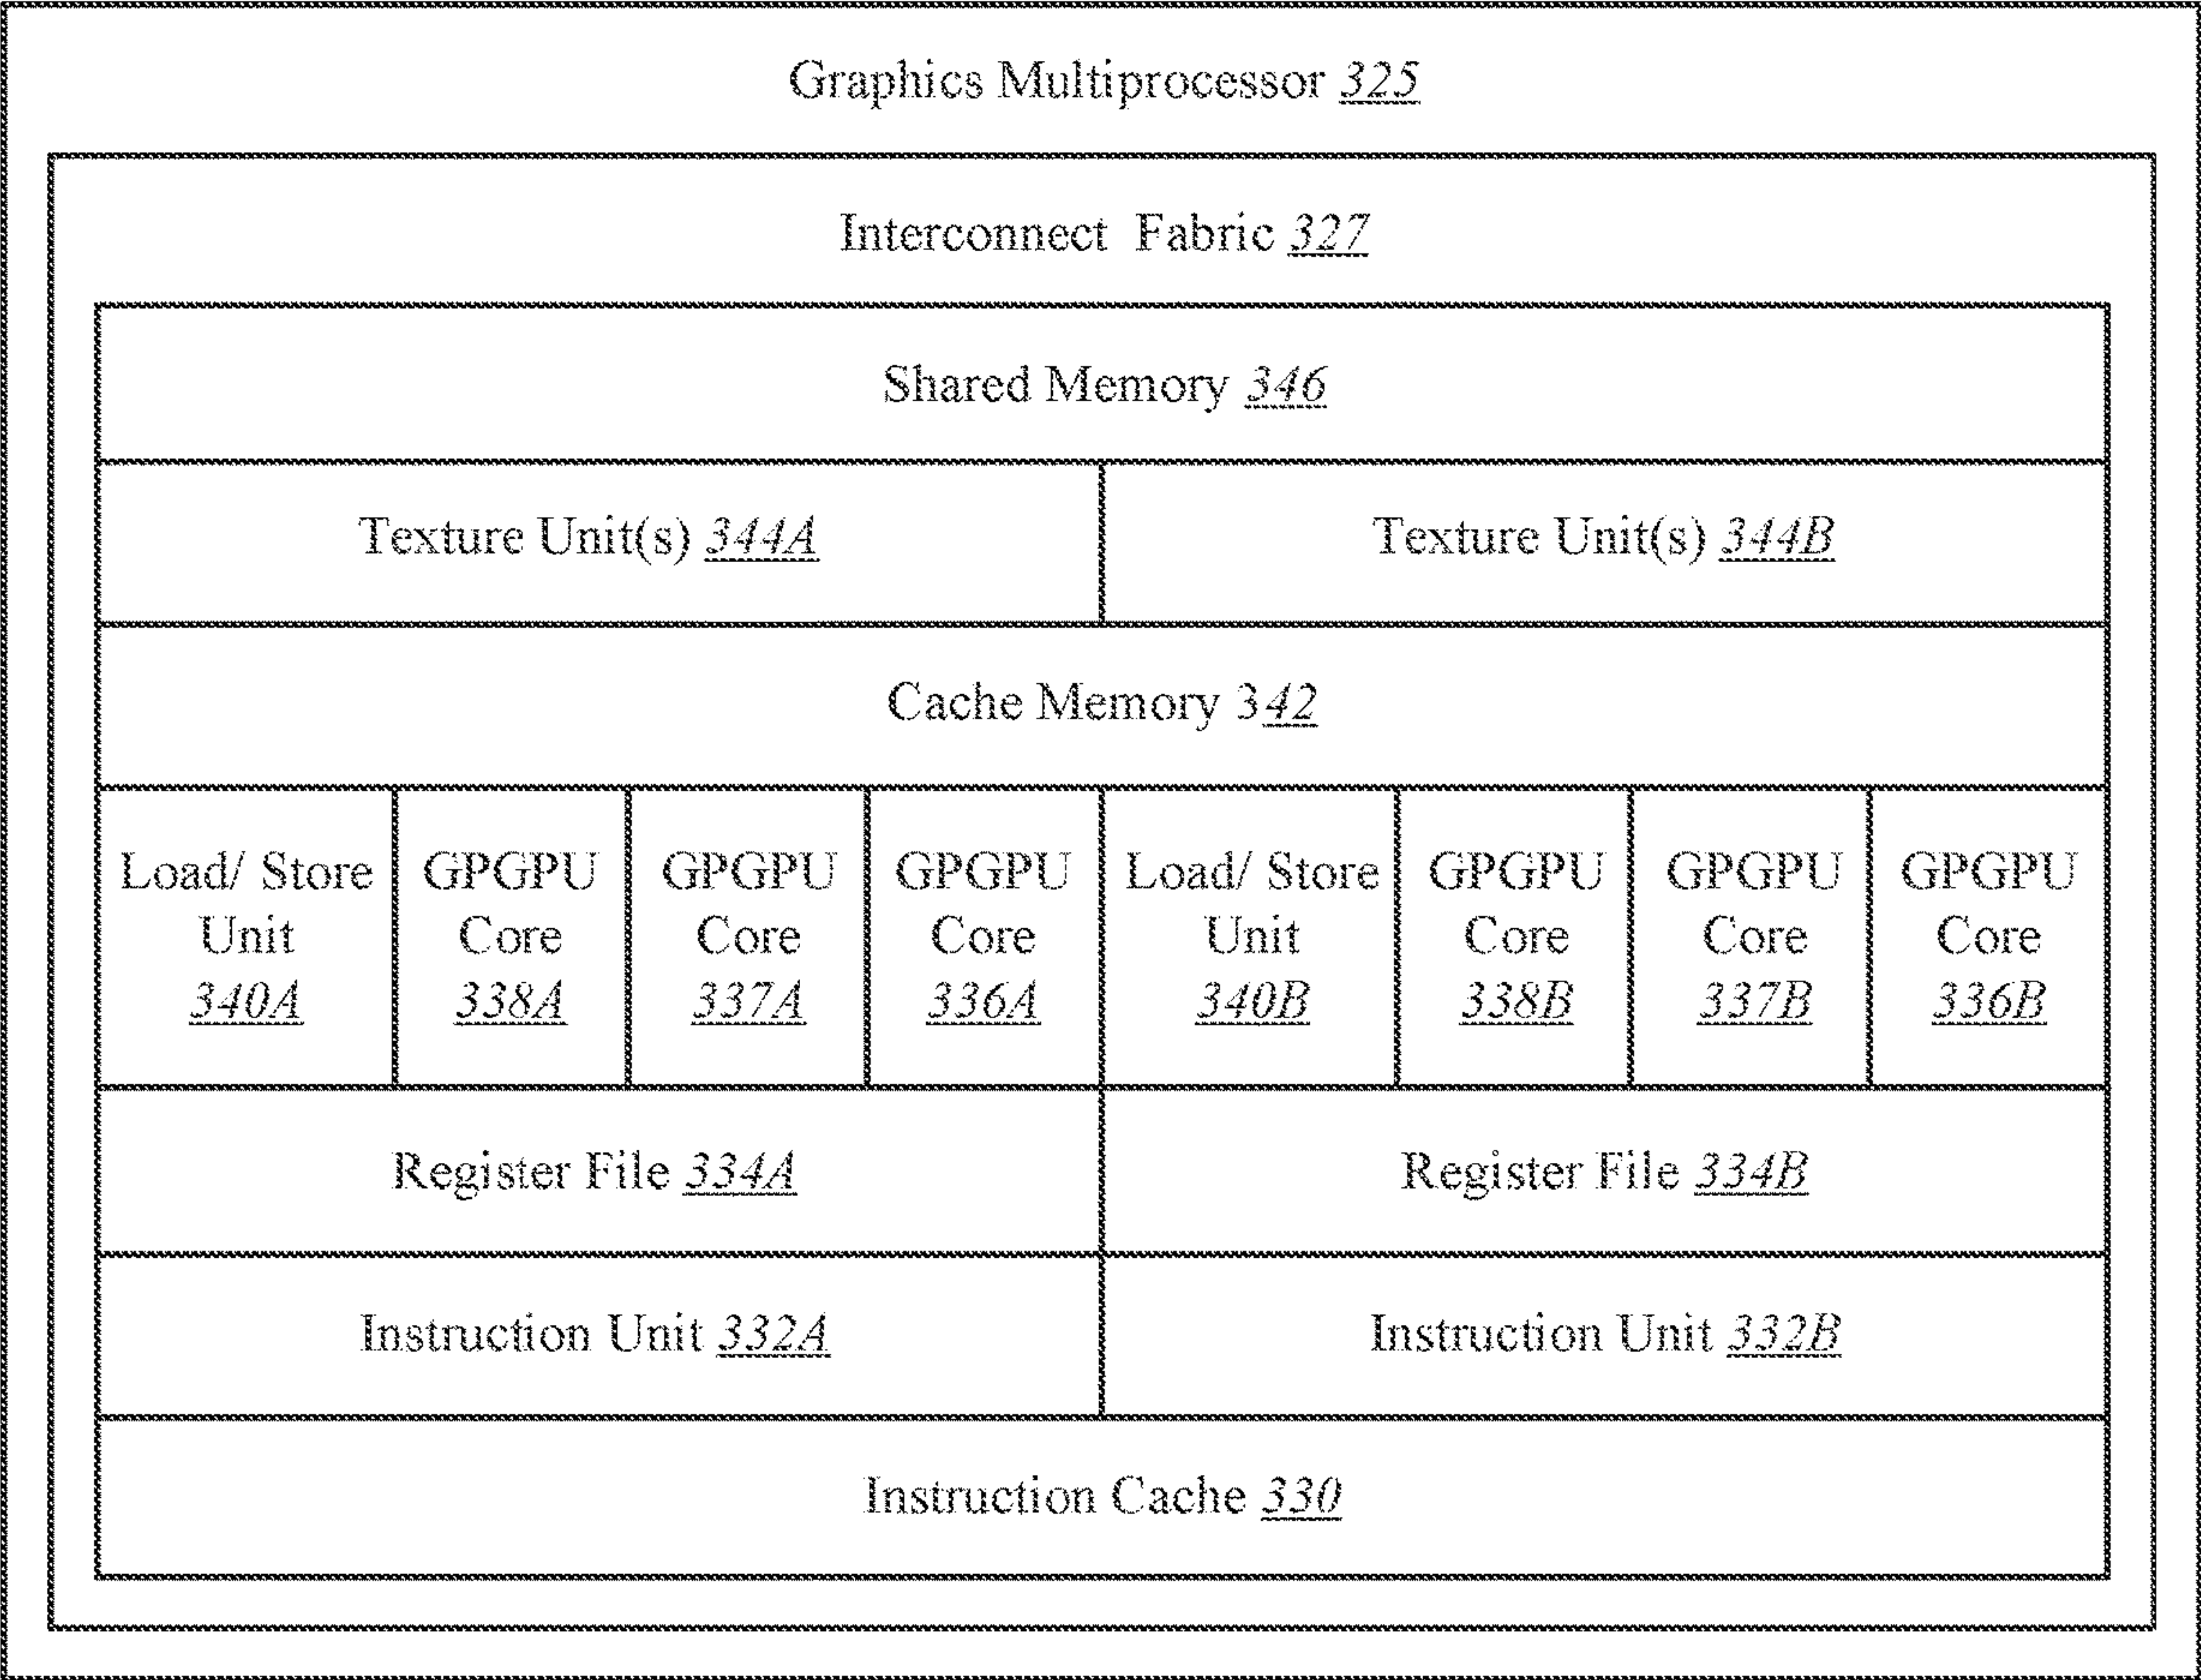 Graphics Multiprocessor 325
Interconnect Fabric 327
Shared Memory 346
Texture Unit(s) 344A
Texture Unit(s) 344B
Cache Memory 342
Load/ Store
Unit
340A
GPGPU
Core
338A
GPGPU
Core
337A
GPGPU
Core
336A
Load/ Store
Unit
340B
GPGPU
Core
338B
GPGPU
Core
337B
GPGPU
Core
336B
Register File 334A
Register File 334B
Instruction Unit 332A
Instruction Unit 332B
Instruction Cache 330